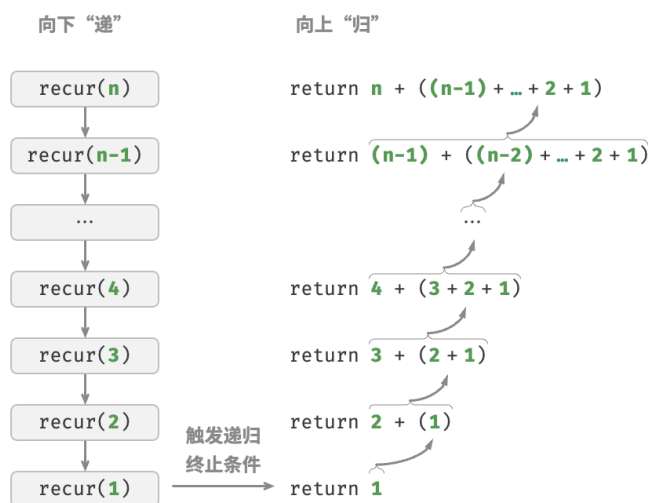 向下“递”
向上“归”
recur(n)
return n + ((n-1)+…+2+1)
recur(n-1)
return (n-1) + ((n-2)+…+2+1)
…
…
recur(4)
return 4 + (3+2+1)
recur(3)
return 3 + (2+1)
recur(2)
return 2 + (1)
触发递归
终止条件
recur(1)
return 1